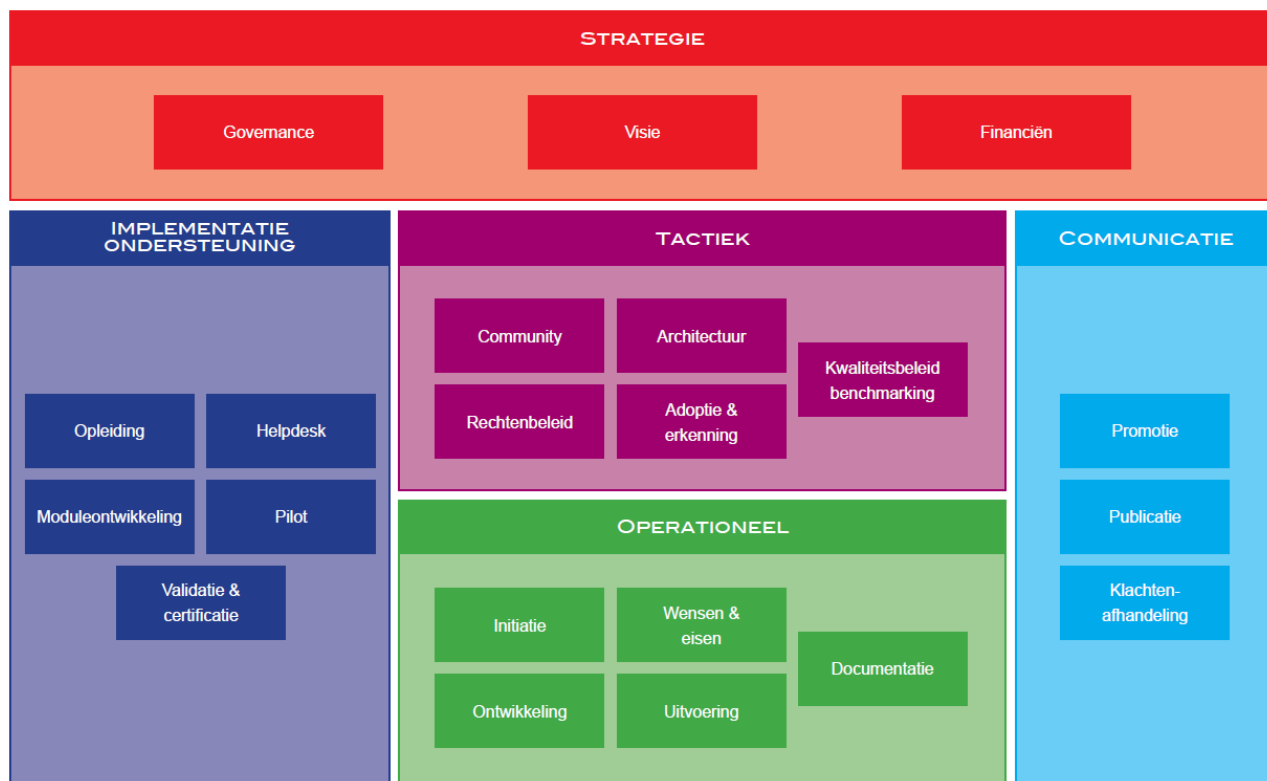 STRATEGIE
Governance
Visie
Financiën
IMPLEMENTATIE
ONDERSTEUNING
Opleiding
Helpdesk
Moduleontwikkeling
Pilot
Validatie &
certificatie
TACTIEK
Community
Architectuur
Rechtenbeleid
Adoptie &
erkenning
Kwaliteitsbeleid
benchmarking
OPERATIONEEL
Initiatie
Wensen &
eisen
Ontwikkeling
Uitvoering
Documentatie
COMMUNICATIE
Promotie
Publicatie
Klachten-
afhandeling